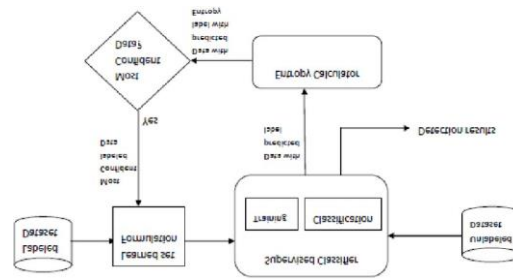 Labeled
Dataset
Learned set
Formulation
Supervised Classifier
Training
Classification
Unlabeled
Dataset
Most
Confident
labeled
Data
Data with
predicted
label
Detection results
Yes
Most
Confident
Data?
Data with
predicted
label with
Entropy
Entropy Calculator